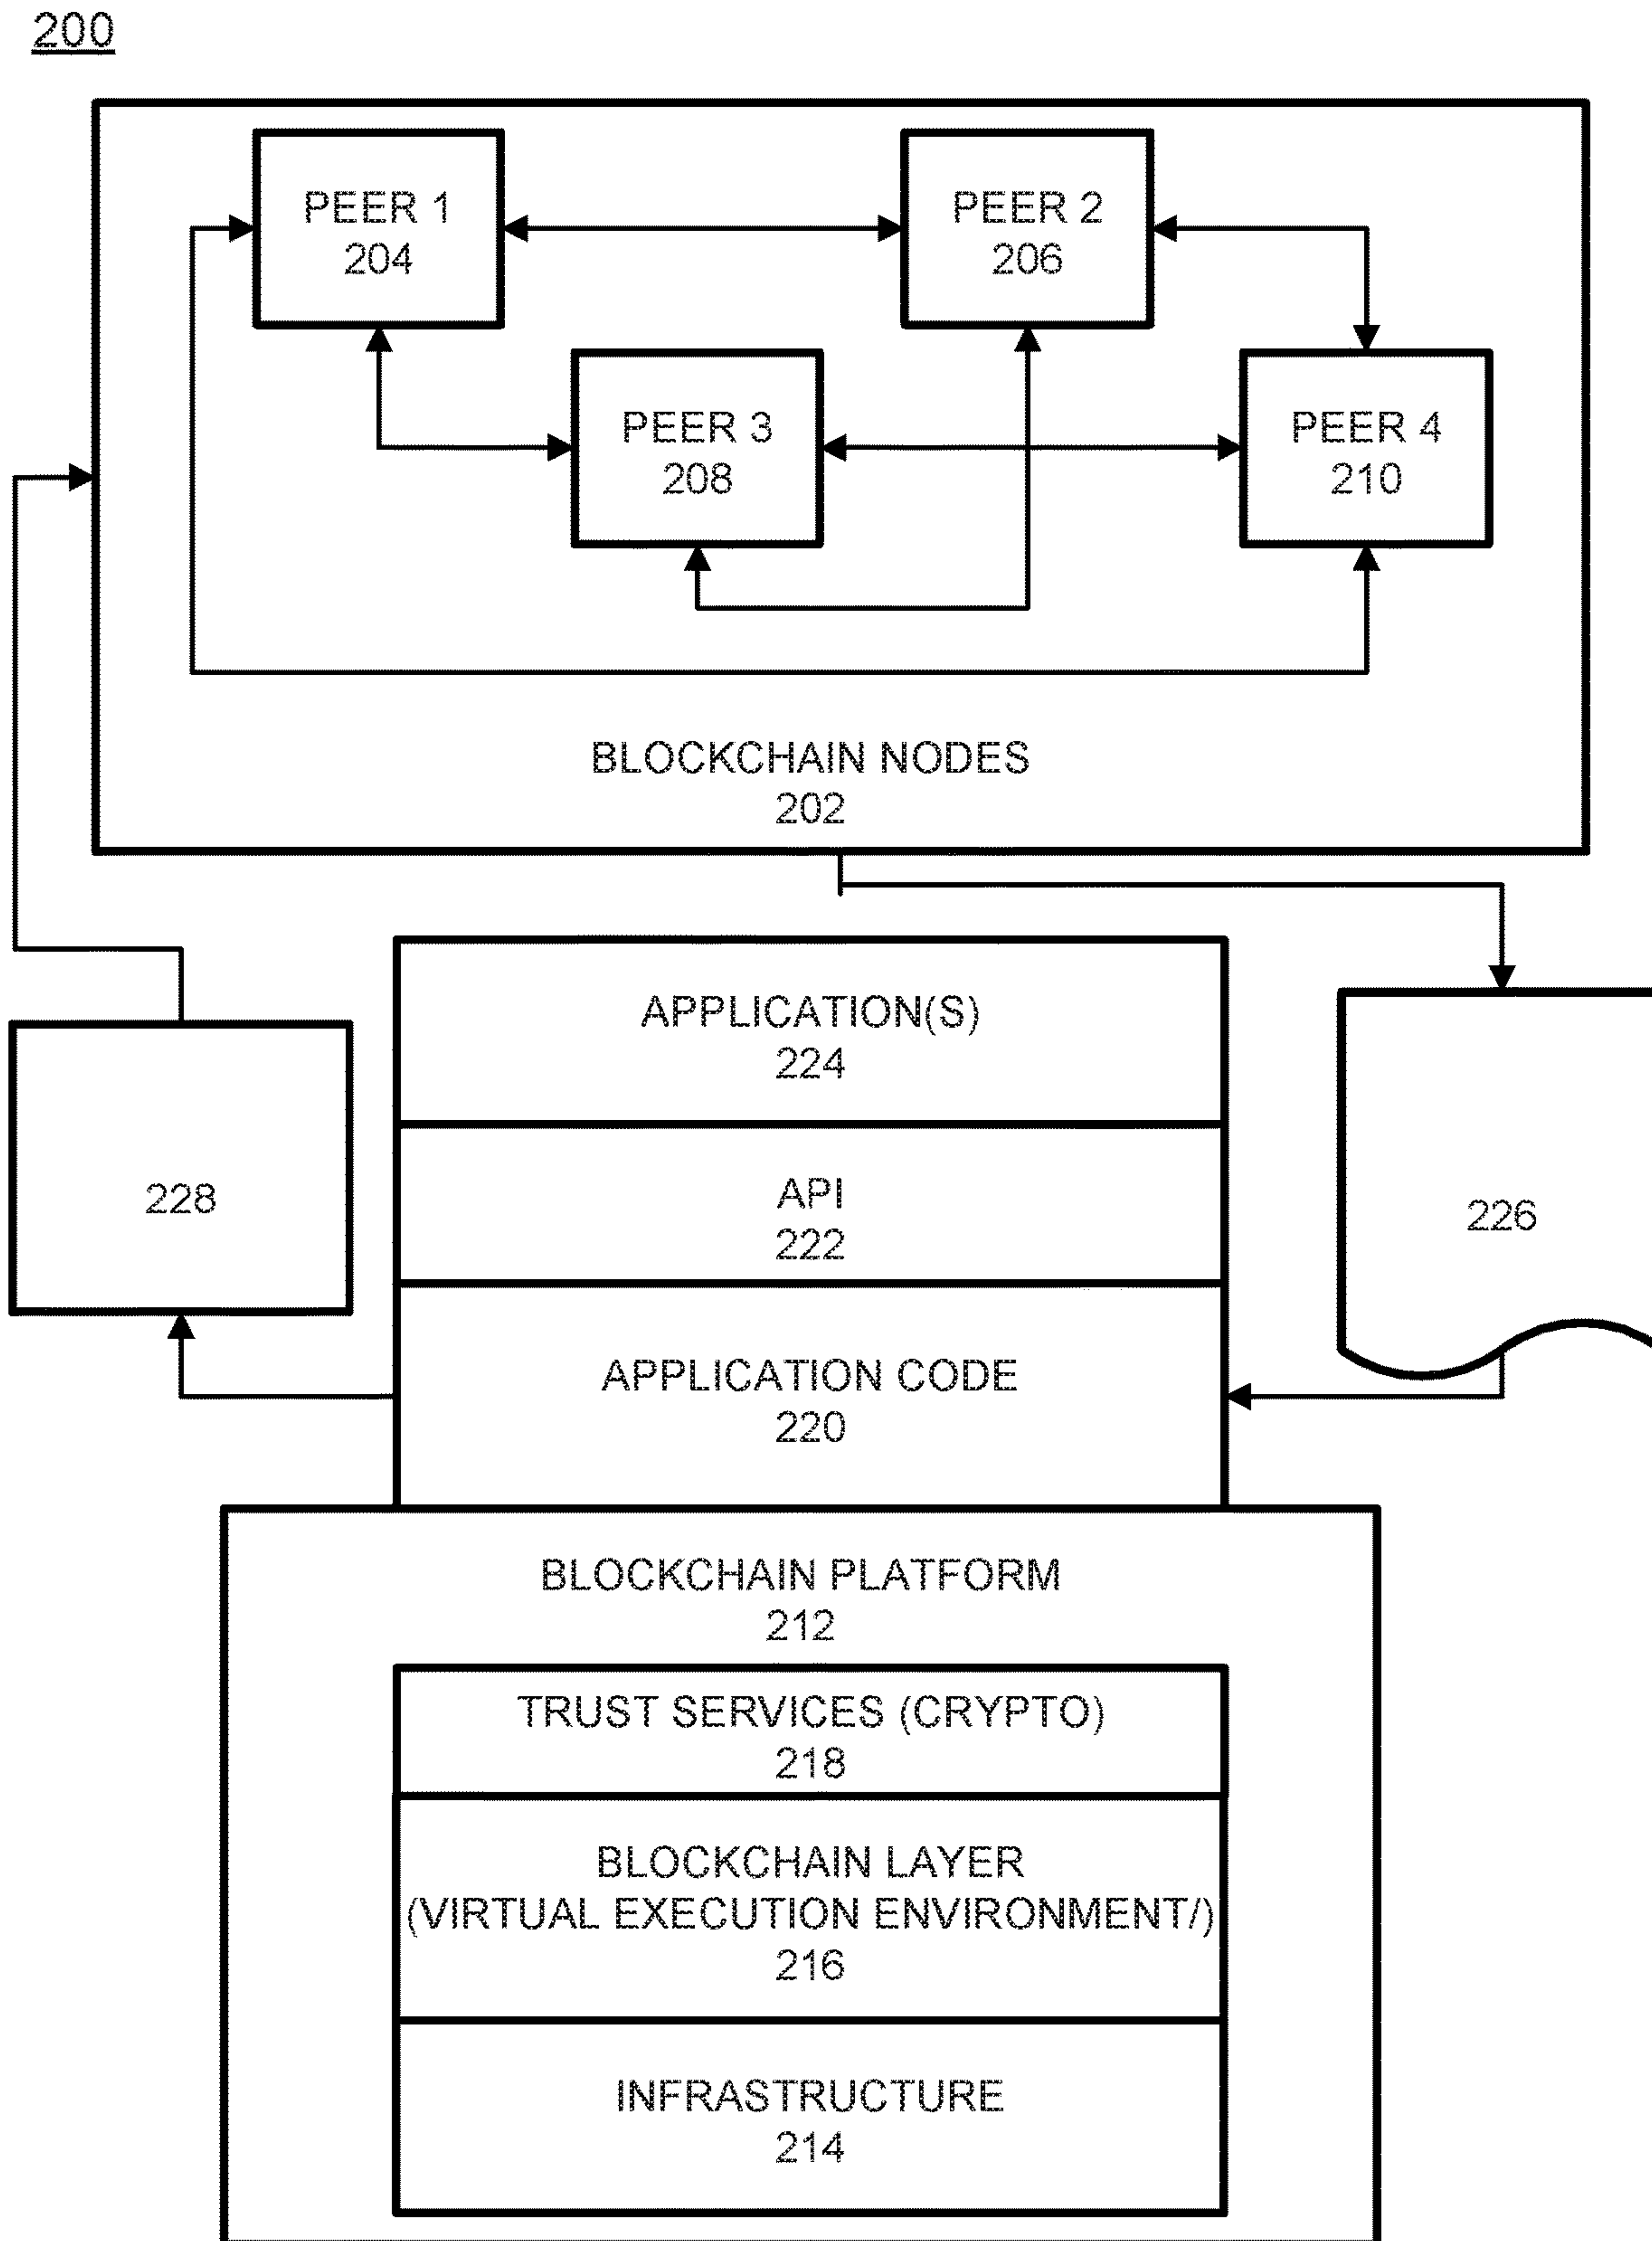 200
PEER 1
204
PEER 2
206
PEER 3
208
PEER 4
210
BLOCKCHAIN NODES
202
APPLICATION(S)
224
API
222
228
226
APPLICATION CODE
220
BLOCKCHAIN PLATFORM
212
TRUST SERVICES (CRYPTO)
218
BLOCKCHAIN LAYER
(VIRTUAL EXECUTION ENVIRONMENT/)
216
INFRASTRUCTURE
214